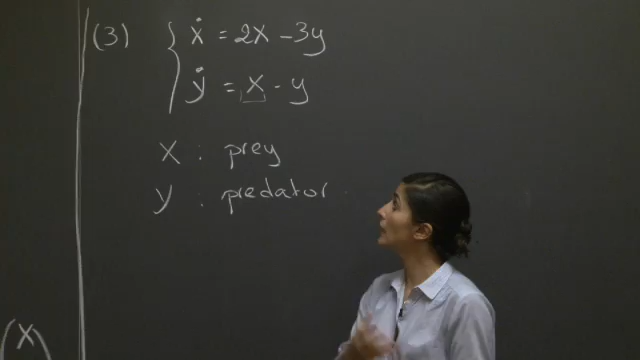 (3) ẋ = 2x - 3y
ẏ = x - y
x : prey
y : predator
(x)